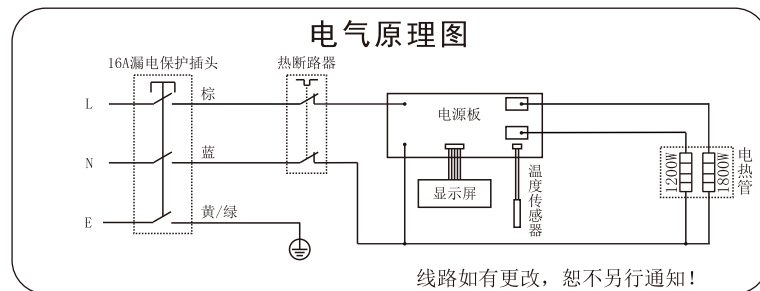 电气原理图
16A漏电保护插头
热断路器
L
棕
电源板
N
蓝
显示屏
温度传感器
1200W
1800W
电热管
E
黄/绿
线路如有更改，恕不另行通知！